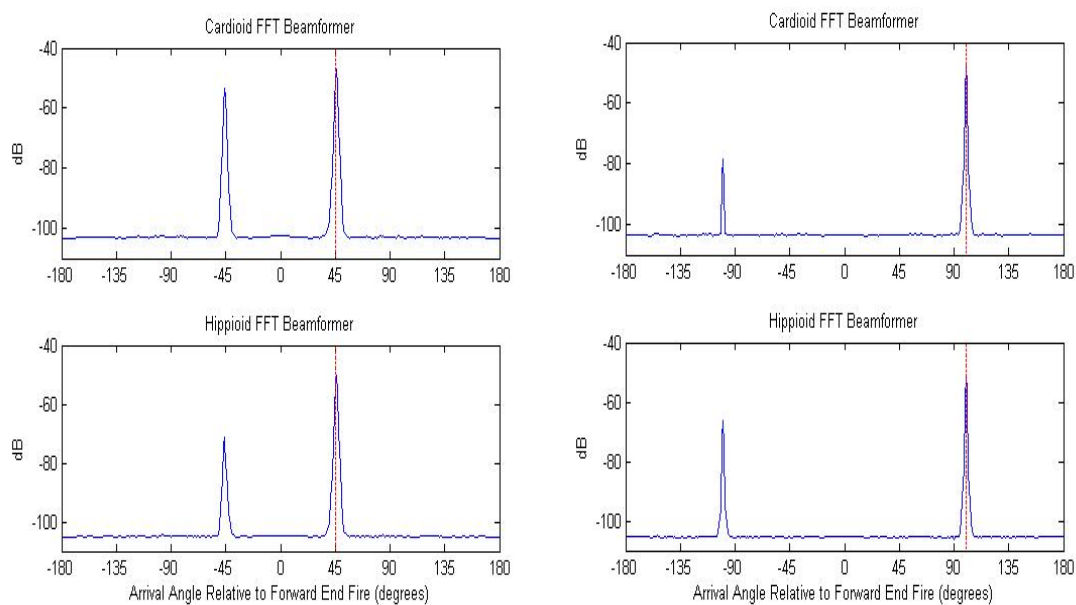 Cardioid FFT Beamformer
-40
-60
-80
-100
dB
-180 -135 -90 -45 0 45 90 135 180
Cardioid FFT Beamformer
-40
-60
-80
-100
dB
-180 -135 -90 -45 0 45 90 135 180
Hippioid FFT Beamformer
-40
-60
-80
-100
dB
-180 -135 -90 -45 0 45 90 135 180
Arrival Angle Relative to Forward End Fire (degrees)
Hippioid FFT Beamformer
-40
-60
-80
-100
dB
-180 -135 -90 -45 0 45 90 135 180
Arrival Angle Relative to Forward End Fire (degrees)